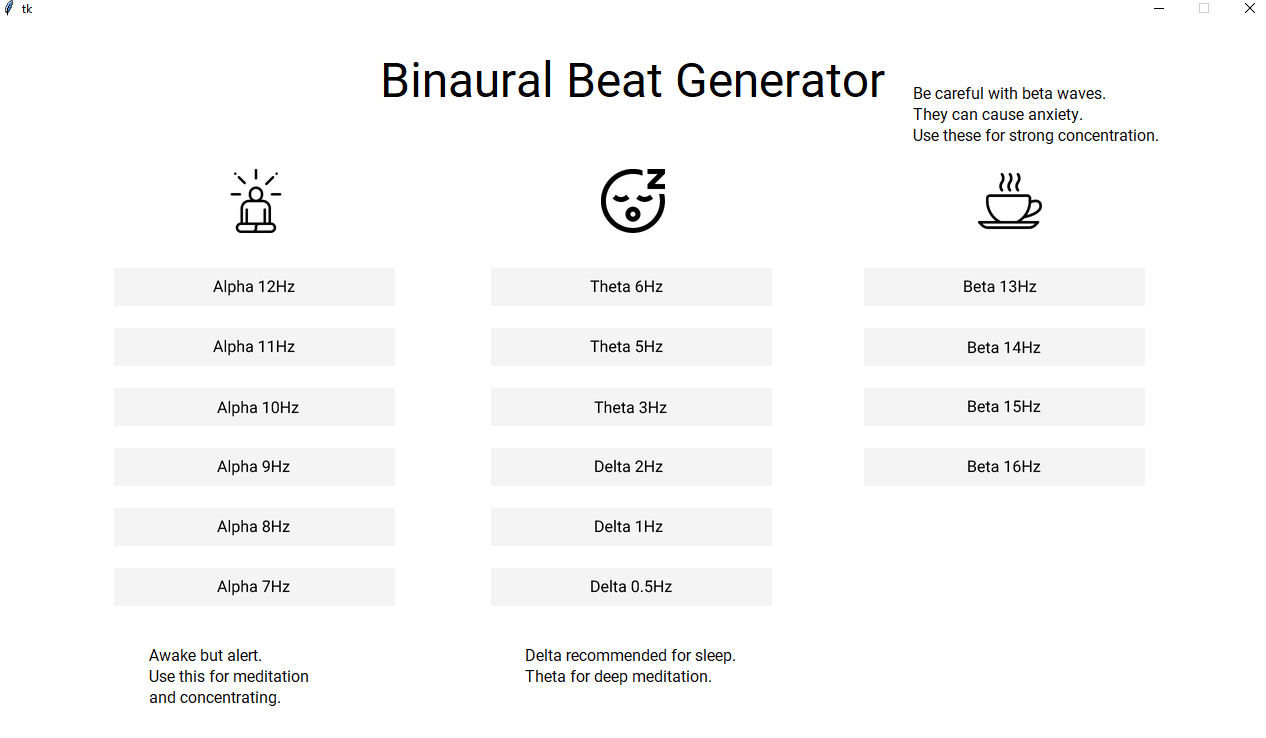 tk
Binaural Beat Generator
Be careful with beta waves.
They can cause anxiety.
Use these for strong concentration.
Alpha 12Hz
Theta 6Hz
Beta 13Hz
Alpha 11Hz
Theta 5Hz
Beta 14Hz
Alpha 10Hz
Theta 3Hz
Beta 15Hz
Alpha 9Hz
Delta 2Hz
Beta 16Hz
Alpha 8Hz
Delta 1Hz
Alpha 7Hz
Delta 0.5Hz
Awake but alert.
Use this for meditation
and concentrating.
Delta recommended for sleep.
Theta for deep meditation.